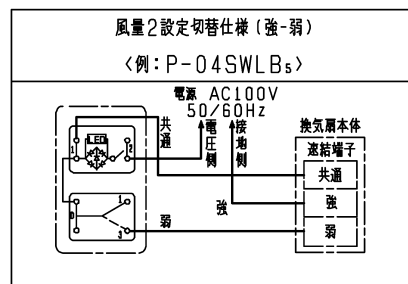 風量2設定切替仕様(強-弱)
〈例:P-04SWLB5〉
電源 AC100V
50/60Hz
共通
電圧側
接地側
換気扇本体
速結端子
共通
強
弱
LED
1
2
0
1
3
強
弱